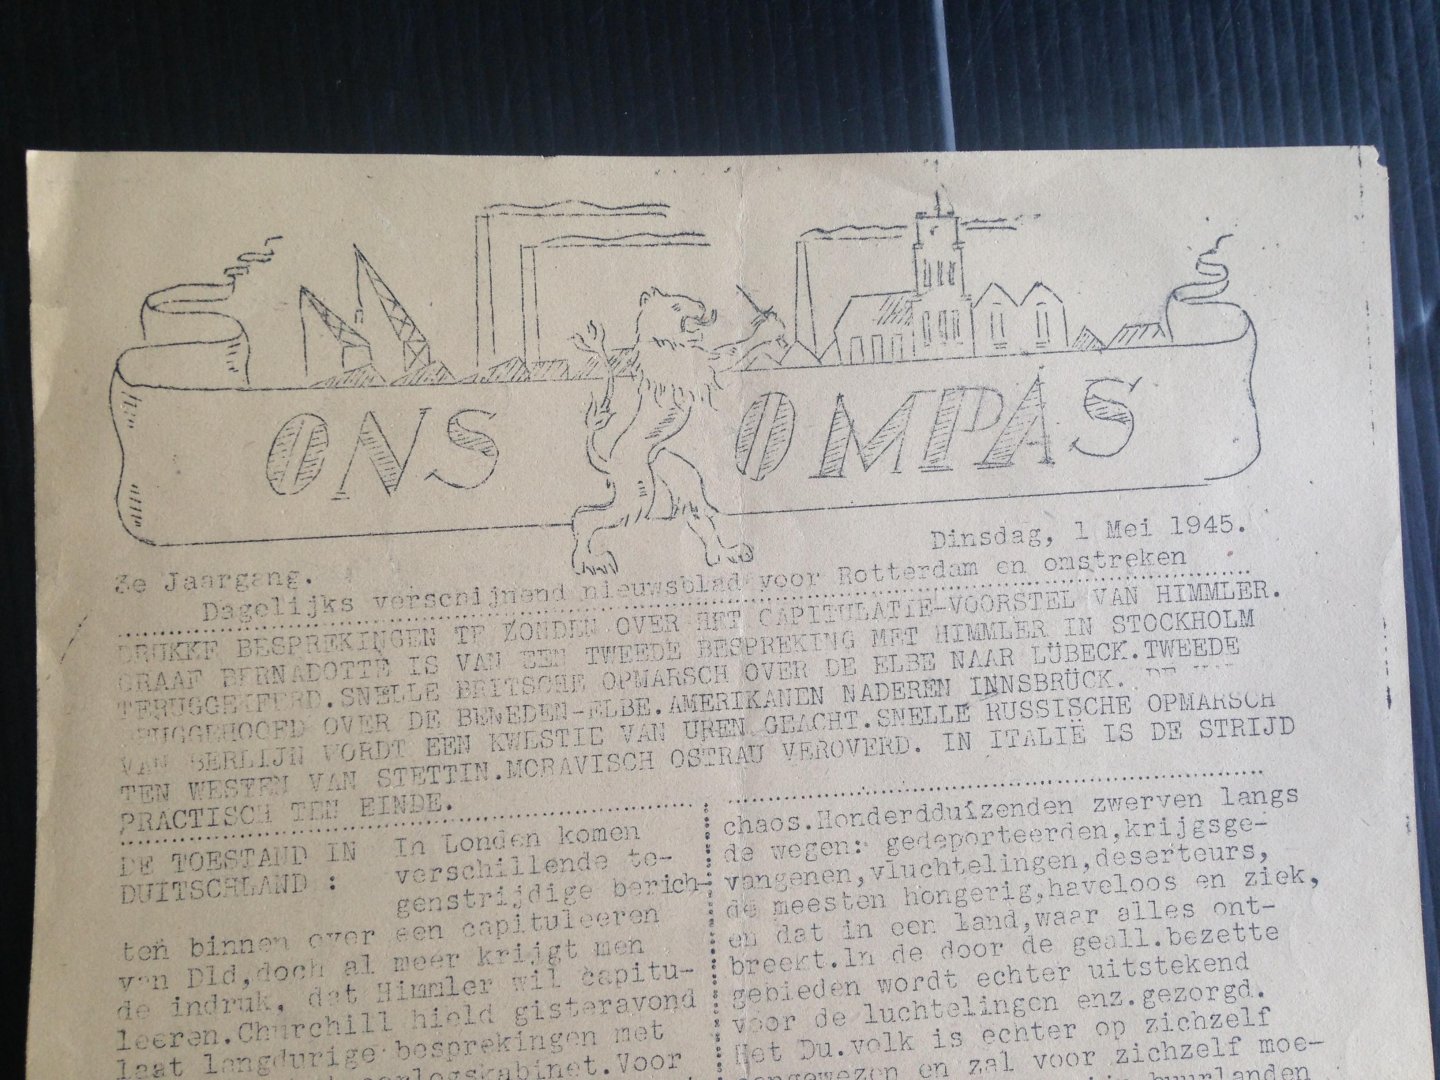 ONS KOMPAS
Dinsdag, 1 Mei 1945.
3e Jaargang.
Dagelijks verschijnend nieuwsblad voor Rotterdam en omstreken
DRUKKE BESPREKINGEN TE ZONDEN OVER HET CAPITULATIE-VOORSTEL VAN HIMMLER.
GRAAF BERNADOTTE IS VAN EEN TWEEDE BESPREKING MET HIMMLER IN STOCKHOLM
TERUGGEKEERD.SNELLE BRITSCHE OPMARSCH OVER DE ELBE NAAR LÜBECK.TWEEDE
BRUGGEHOOFD OVER DE BENEDEN-ELBE.AMERIKANEN NADEREN INNSBRÜCK. DE VAL
VAN BERLIJN WORDT EEN KWESTIE VAN UREN GEACHT.SNELLE RUSSISCHE OPMARSCH
TEN WESTEN VAN STETTIN.MORAVISCH OSTRAU VEROVERD. IN ITALIË IS DE STRIJD
PRACTISCH TEN EINDE.
DE TOESTAND IN In Londen komen
DUITSCHLAND : verschillende te-
genstrijdige berich-
ten binnen over een capituleeren
van Dld,doch al meer krijgt men
de indruk, dat Himmler wil capitu-
leeren.Churchill hield gisteravond
laat langdurige besprekingen met
oorlogskabinet.Voor
chaos.Honderdduizenden zwerven langs
de wegen: gedeporteerden,krijgsge-
vangenen,vluchtelingen,deserteurs,
de meesten hongerig,haveloos en ziek,
en dat in een land,waar alles ont-
breekt.In de door de geall.bezette
gebieden wordt echter uitstekend
voor de luchtelingen enz.gezorgd.
Het Du.volk is echter op zichzelf
aangewezen en zal voor zichzelf moe-
buurlanden